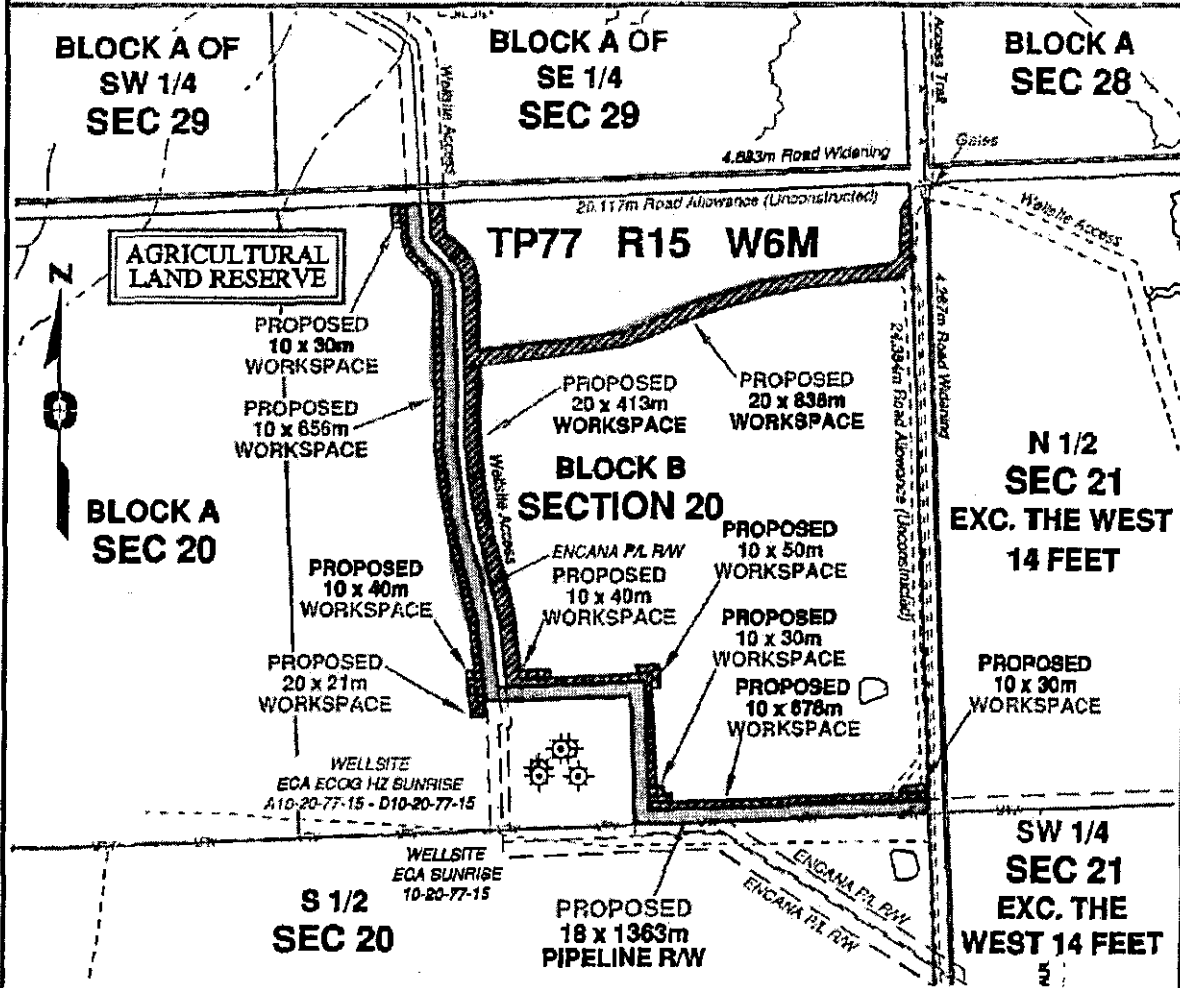 BLOCK A OF
SW 1/4
SEC 29
BLOCK A OF
SE 1/4
SEC 29
BLOCK A
SEC 28
Wellsite Access
Access Trail
Gates
4.883m Road Widening
20.117m Road Allowance (Unconstructed)
TP77 R15 W6M
Wellsite Access
AGRICULTURAL
LAND RESERVE
N
PROPOSED
10 x 30m
WORKSPACE
PROPOSED
10 x 656m
WORKSPACE
PROPOSED
20 x 413m
WORKSPACE
PROPOSED
20 x 838m
WORKSPACE
4.267m Road Widening
24.384m Road Allowance (Unconstructed)
Wellsite Access
BLOCK A
SEC 20
BLOCK B
SECTION 20
N 1/2
SEC 21
EXC. THE WEST
14 FEET
ENCANA P/L R/W
PROPOSED
10 x 40m
WORKSPACE
PROPOSED
10 x 40m
WORKSPACE
PROPOSED
10 x 50m
WORKSPACE
PROPOSED
10 x 30m
WORKSPACE
PROPOSED
20 x 21m
WORKSPACE
PROPOSED
10 x 678m
WORKSPACE
PROPOSED
10 x 30m
WORKSPACE
WELLSITE
ECA ECOG HZ SUNRISE
A10-20-77-15 - D10-20-77-15
WELLSITE
ECA SUNRISE
10-20-77-15
S 1/2
SEC 20
PROPOSED
18 x 1363m
PIPELINE R/W
ENCANA P/L R/W
ENCANA P/L R/W
SW 1/4
SEC 21
EXC. THE
WEST 14 FEET